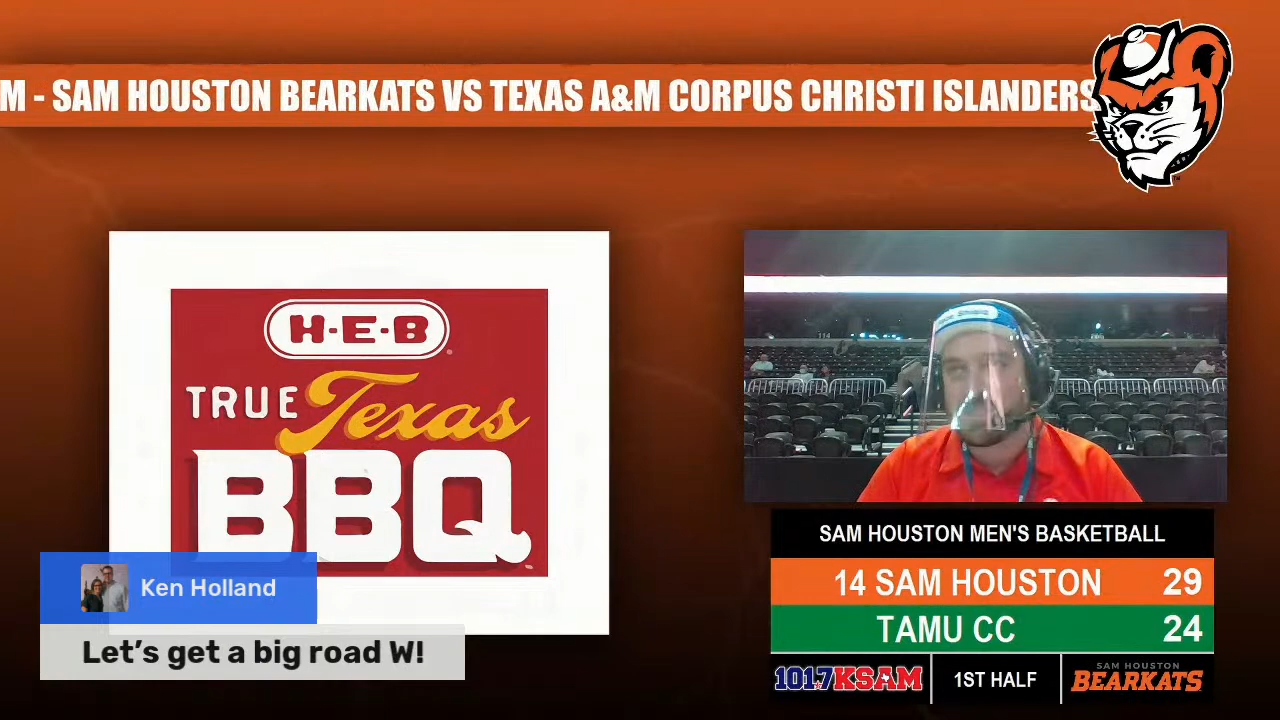 M - SAM HOUSTON BEARKATS VS TEXAS A&M CORPUS CHRISTI ISLANDERS
H-E-B
TRUE Texas
BBQ
Ken Holland
Let's get a big road W!
SAM HOUSTON MEN'S BASKETBALL
14 SAM HOUSTON 29
TAMU CC 24
101.7 KSAM
1ST HALF
SAM HOUSTON
BEARKATS